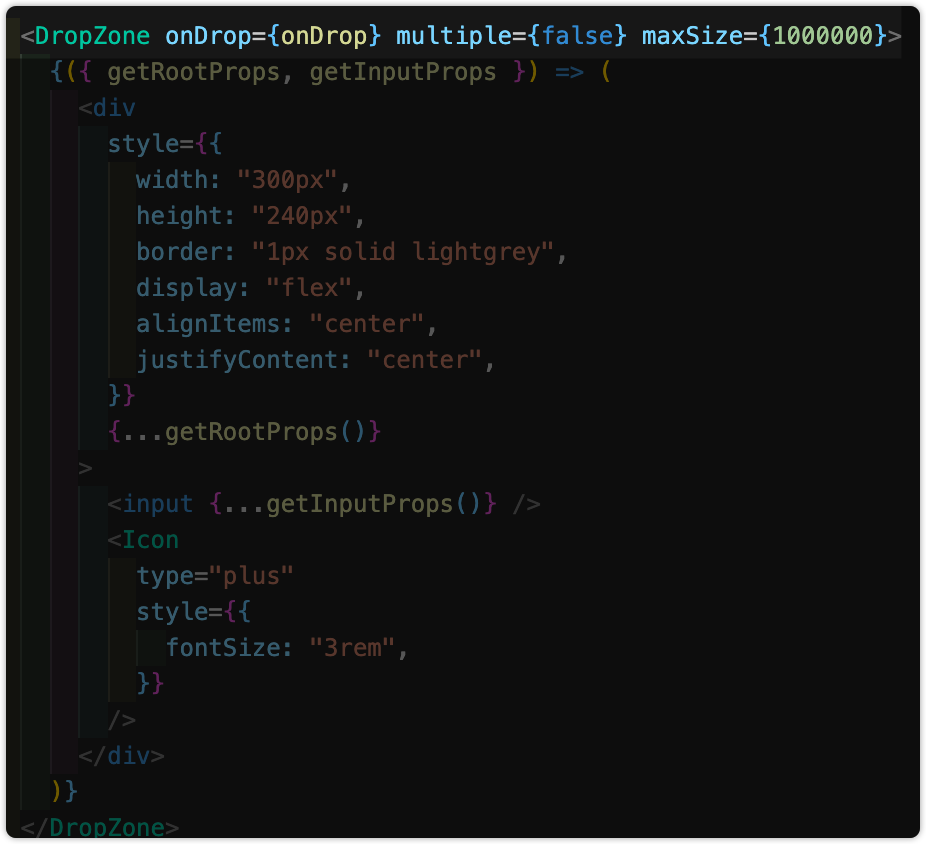 <DropZone onDrop={onDrop} multiple={false} maxSize={1000000}>
  {({ getRootProps, getInputProps }) => (
    <div
      style={{
        width: "300px",
        height: "240px",
        border: "1px solid lightgrey",
        display: "flex",
        alignItems: "center",
        justifyContent: "center",
      }}
      {...getRootProps()}
    >
      <input {...getInputProps()} />
      <Icon
        type="plus"
        style={{
          fontSize: "3rem",
        }}
      />
    </div>
  )}
</DropZone>